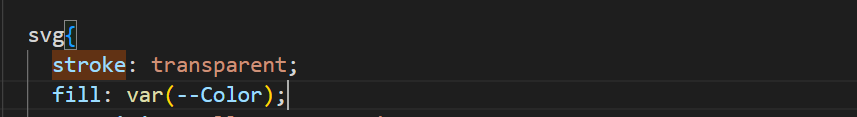 svg{
stroke: transparent;
fill: var(--Color);